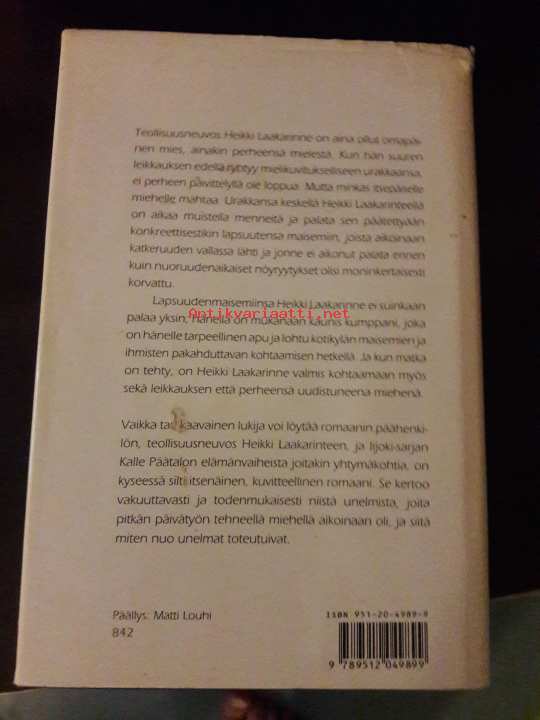 Teollisuusneuvos Heikki Laakarinne on aina ollut omapäi-
nen mies, ainakin perheensä mielestä. Kun hän suuren
leikkauksen edellä ryhtyy mielikuvitukselliseen urakkaansa,
ei perheen päivittelyllä ole loppua. Mutta minkäs itsepäiselle
miehelle mahtaa. Urakkansa keskellä Heikki Laakarinteellä
on aikaa muistella menneitä ja palata sen päätettyään
konkreettisestikin lapsuutensa maisemiin, joista aikoinaan
katkeruuden vallassa lähti ja jonne ei aikonut palata ennen
kuin nuoruudenaikaiset nöyryytykset olisi moninkertaisesti
korvattu.
Lapsuudenmaisemiinsa Heikki Laakarinne ei suinkaan
palaa yksin, hänellä on mukanaan kaunis kumppani, joka
Antikvariaatti.net
on hänelle tarpeellinen apu ja lohtu kotikylän maisemien ja
ihmisten pakahduttavan kohtaamisen hetkellä. Ja kun matka
on tehty, on Heikki Laakarinne valmis kohtaamaan myös
sekä leikkauksen että perheensä uudistuneena miehenä.
Vaikka tarkkaavainen lukija voi löytää romaanin päähenki-
lön, teollisuusneuvos Heikki Laakarinteen, ja Iijoki-sarjan
Kalle Päätalon elämänvaiheista joitakin yhtymäkohtia, on
kyseessä silti itsenäinen, kuvitteellinen romaani. Se kertoo
vakuuttavasti ja todenmukaisesti niistä unelmista, joita
pitkän päivätyön tehneellä miehellä aikoinaan oli, ja siitä
miten nuo unelmat toteutuivat.
Päällys: Matti Louhi
842
ISBN 951-20-4989-8
9 789512 049899